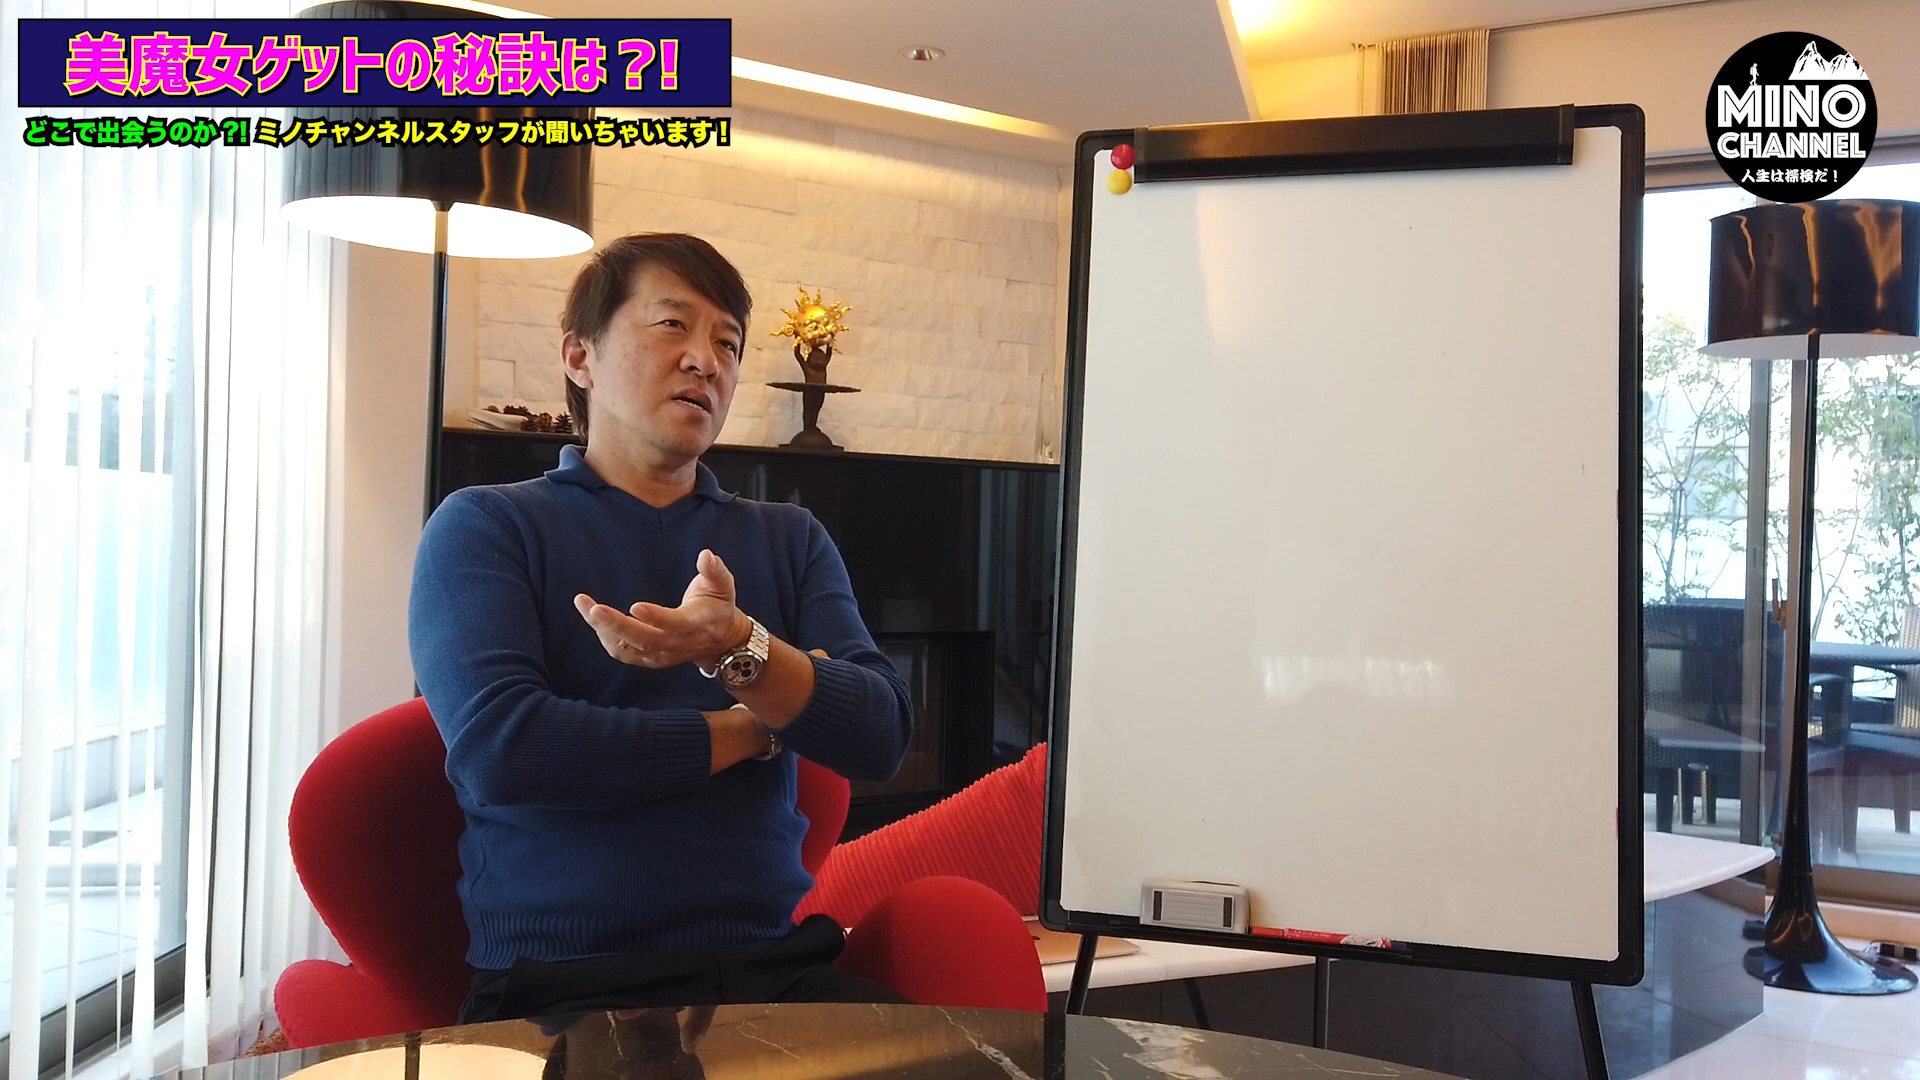 美魔女ゲットの秘訣は?!
どこで出会うのか?! ミノチャンネルスタッフが聞いちゃいます!
MINO
CHANNEL
人生は探検だ!